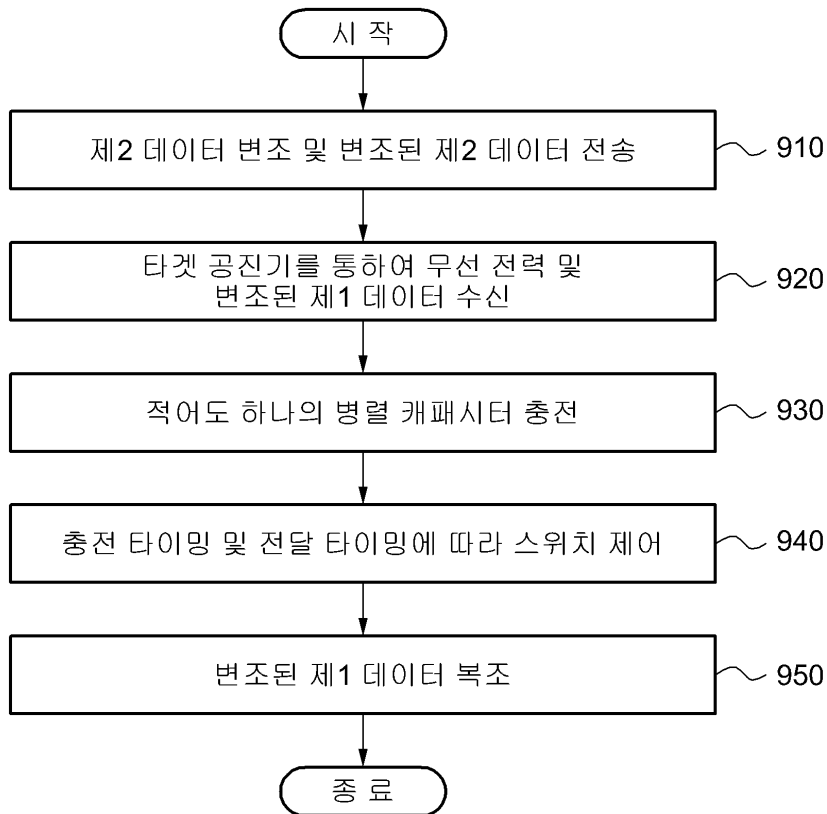 시 작
제2 데이터 변조 및 변조된 제2 데이터 전송
910
타겟 공진기를 통하여 무선 전력 및
변조된 제1 데이터 수신
920
적어도 하나의 병렬 캐패시터 충전
930
충전 타이밍 및 전달 타이밍에 따라 스위치 제어
940
변조된 제1 데이터 복조
950
종 료